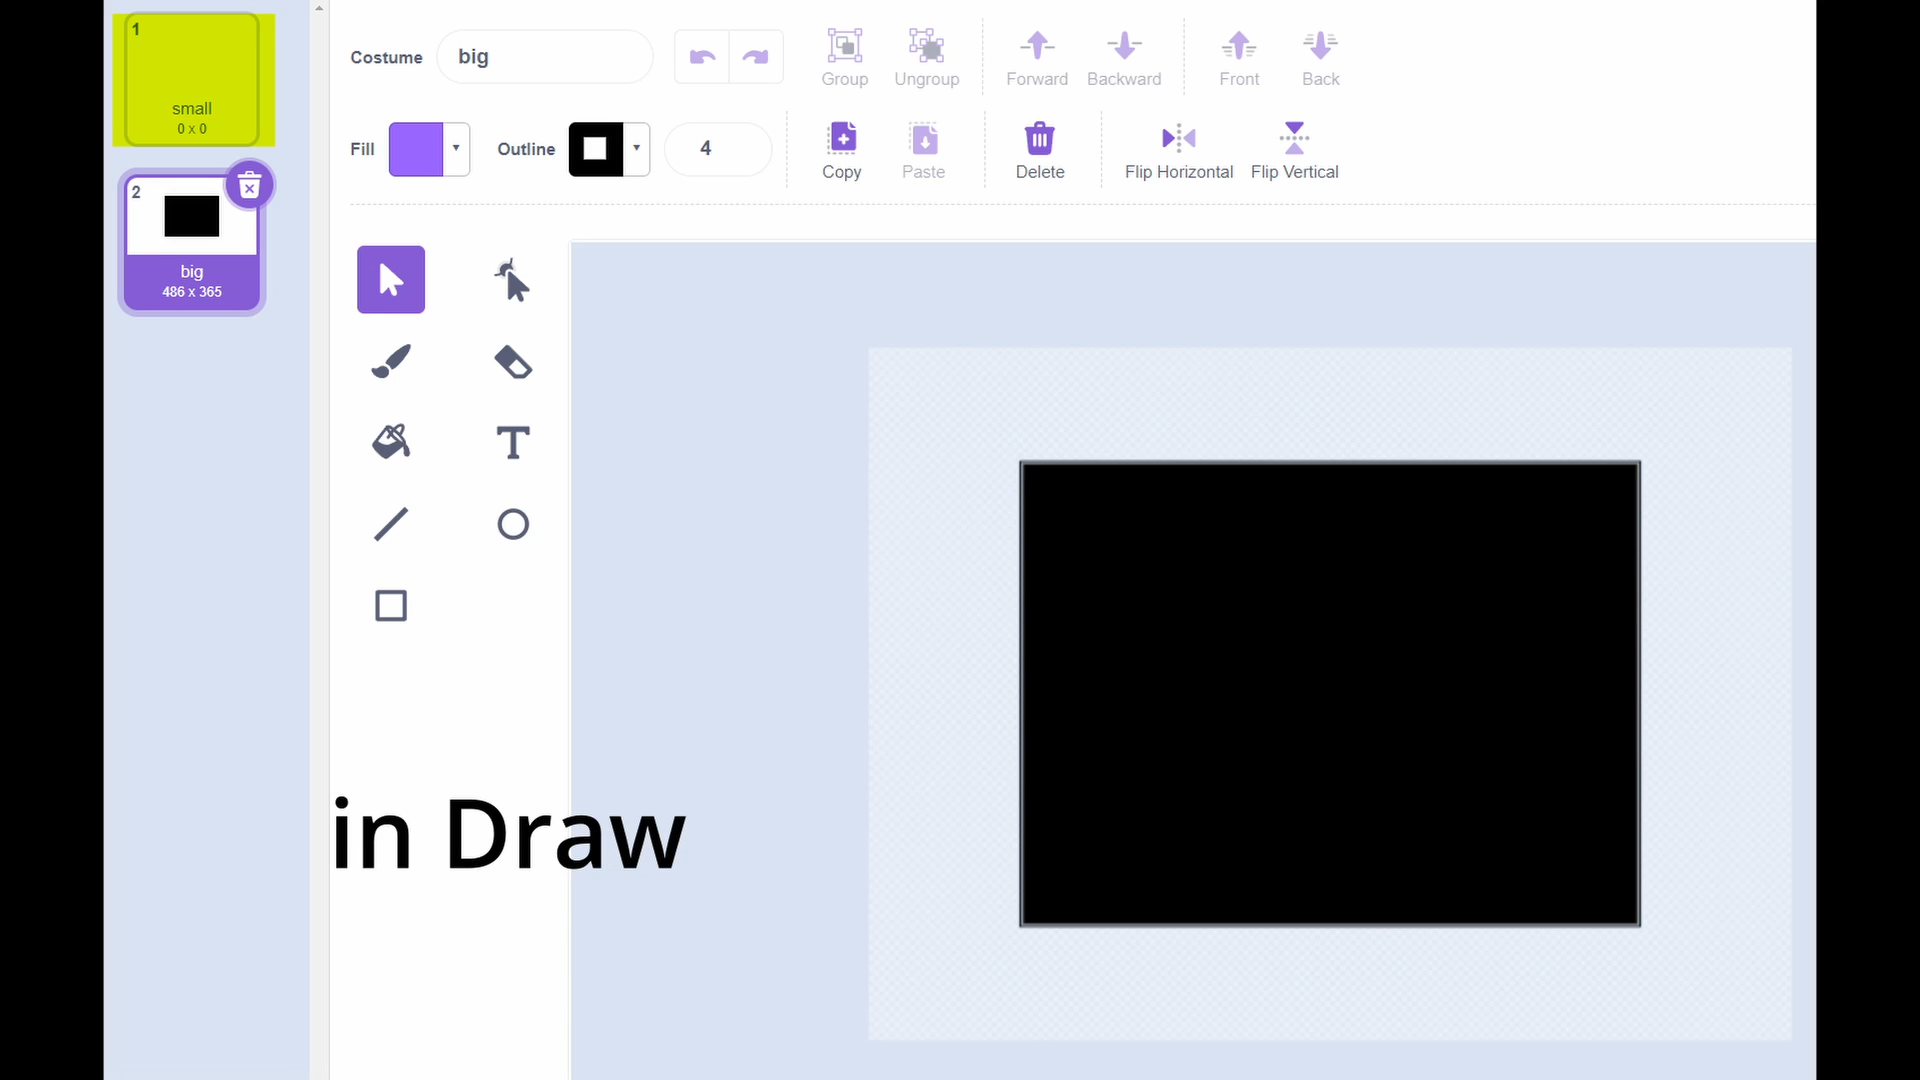 1
small
0 x 0
2
big
486 x 365
Costume
big
Group
Ungroup
Forward
Backward
Front
Back
Fill
Outline
4
Copy
Paste
Delete
Flip Horizontal
Flip Vertical
in Draw